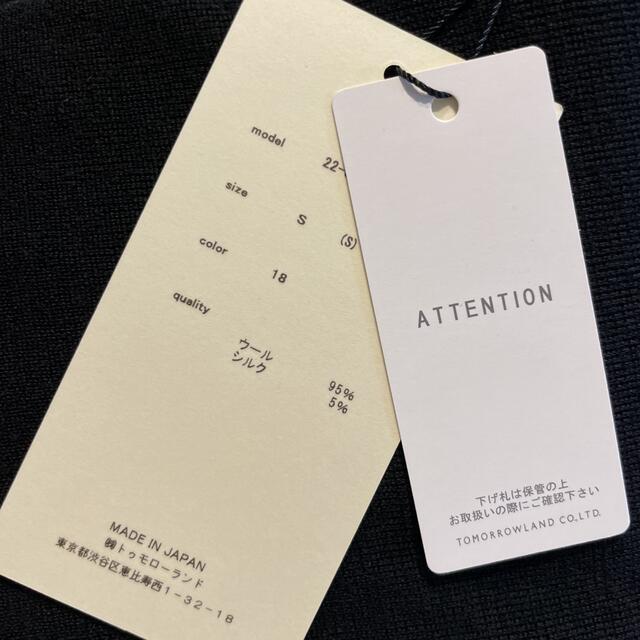 model 22-
size S (S)
color 18
quality
ウール 95%
シルク 5%
MADE IN JAPAN
㈱トゥモローランド
東京都渋谷区恵比寿西1-32-18
ATTENTION
下げ札は保管の上
お取扱いの際にご確認下さい
TOMORROWLAND CO.,LTD.